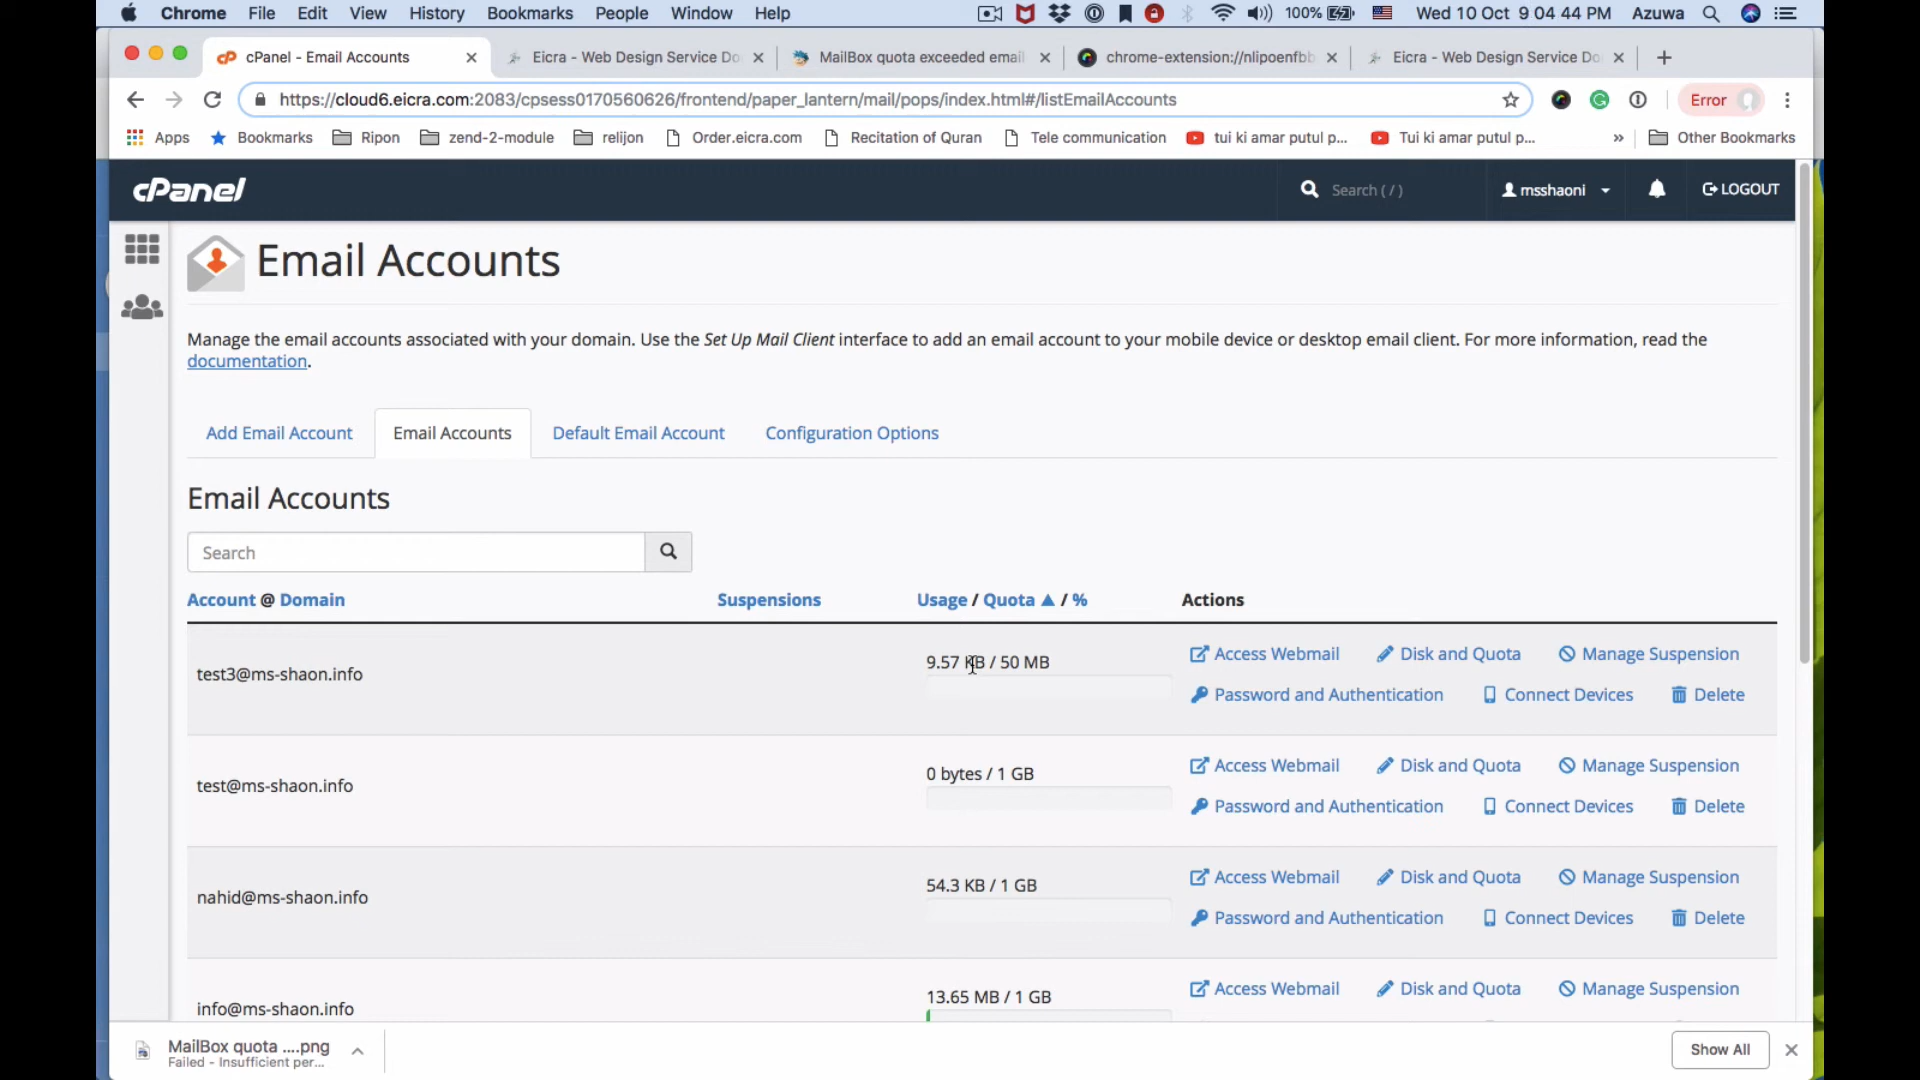 Chrome File Edit View History Bookmarks People Window Help 100% Wed 10 Oct 9 04 44 PM Azuwa
cPanel - Email Accounts Eicra - Web Design Service Do MailBox quota exceeded email chrome-extension://nlipoenfbb Eicra - Web Design Service Do
https://cloud6.eicra.com:2083/cpsess0170560626/frontend/paper_lantern/mail/pops/index.html#/listEmailAccounts Error
Apps Bookmarks Ripon zend-2-module relijon Order.eicra.com Recitation of Quran Tele communication tui ki amar putul p... Tui ki amar putul p... » Other Bookmarks
cPanel Search ( / ) msshaoni LOGOUT
Email Accounts
Manage the email accounts associated with your domain. Use the Set Up Mail Client interface to add an email account to your mobile device or desktop email client. For more information, read the
documentation.
Add Email Account Email Accounts Default Email Account Configuration Options
Email Accounts
Search
Account @ Domain Suspensions Usage / Quota ▲ / % Actions
test3@ms-shaon.info 9.57 KB / 50 MB Access Webmail Disk and Quota Manage Suspension
Password and Authentication Connect Devices Delete
test@ms-shaon.info 0 bytes / 1 GB Access Webmail Disk and Quota Manage Suspension
Password and Authentication Connect Devices Delete
nahid@ms-shaon.info 54.3 KB / 1 GB Access Webmail Disk and Quota Manage Suspension
Password and Authentication Connect Devices Delete
info@ms-shaon.info 13.65 MB / 1 GB Access Webmail Disk and Quota Manage Suspension
MailBox quota ....png
Failed - Insufficient per...
Show All